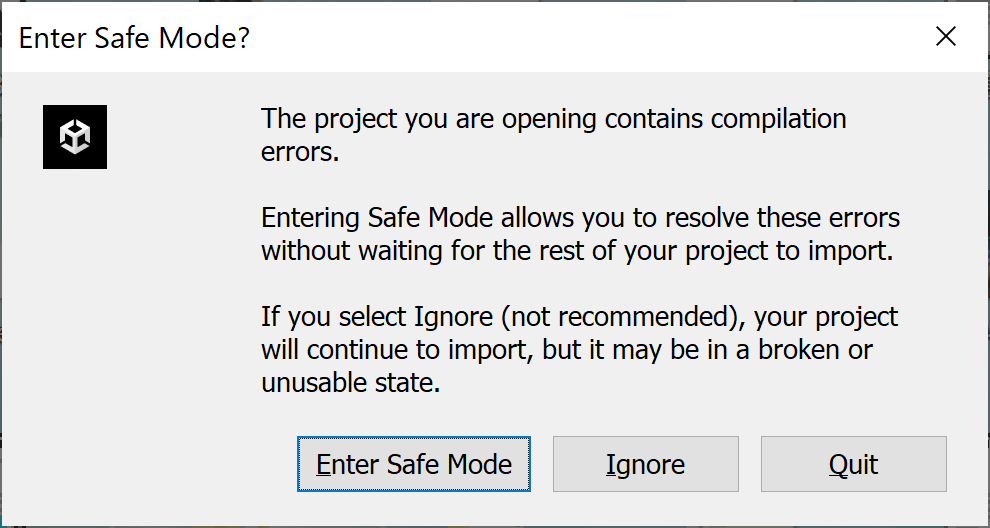 Enter Safe Mode?
The project you are opening contains compilation
errors.
Entering Safe Mode allows you to resolve these errors
without waiting for the rest of your project to import.
If you select Ignore (not recommended), your project
will continue to import, but it may be in a broken or
unusable state.
Enter Safe Mode
Ignore
Quit